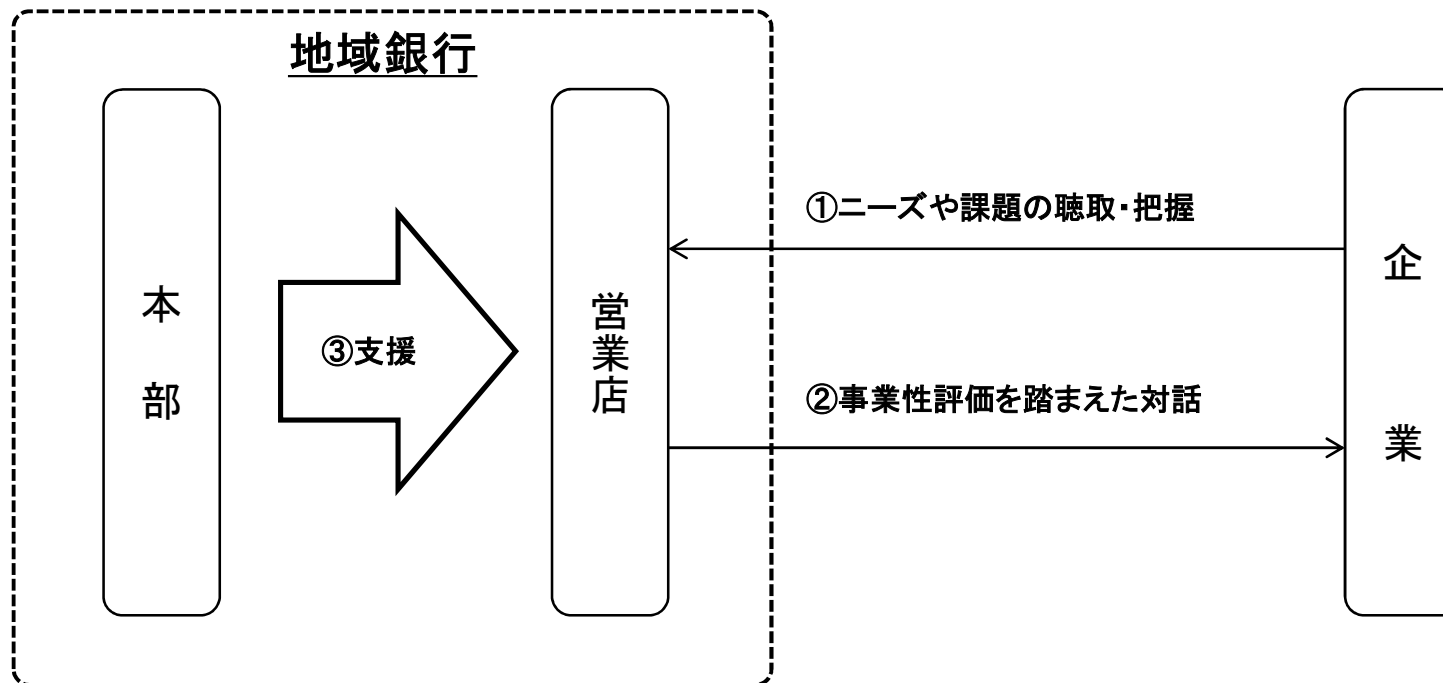 地域銀行
本部
③支援
営業店
①ニーズや課題の聴取・把握
②事業性評価を踏まえた対話
企業